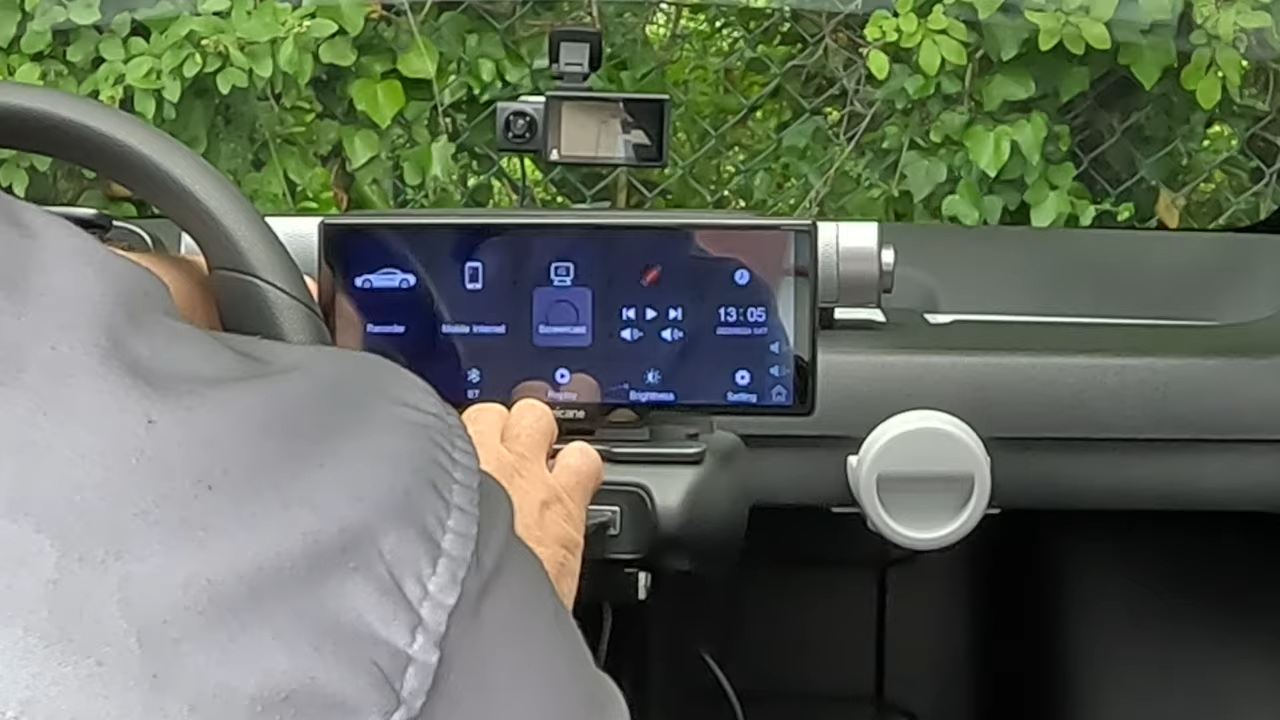 Recorder
Mobile Internet
Screencast
13:05
BT
Replay
Brightness
Setting